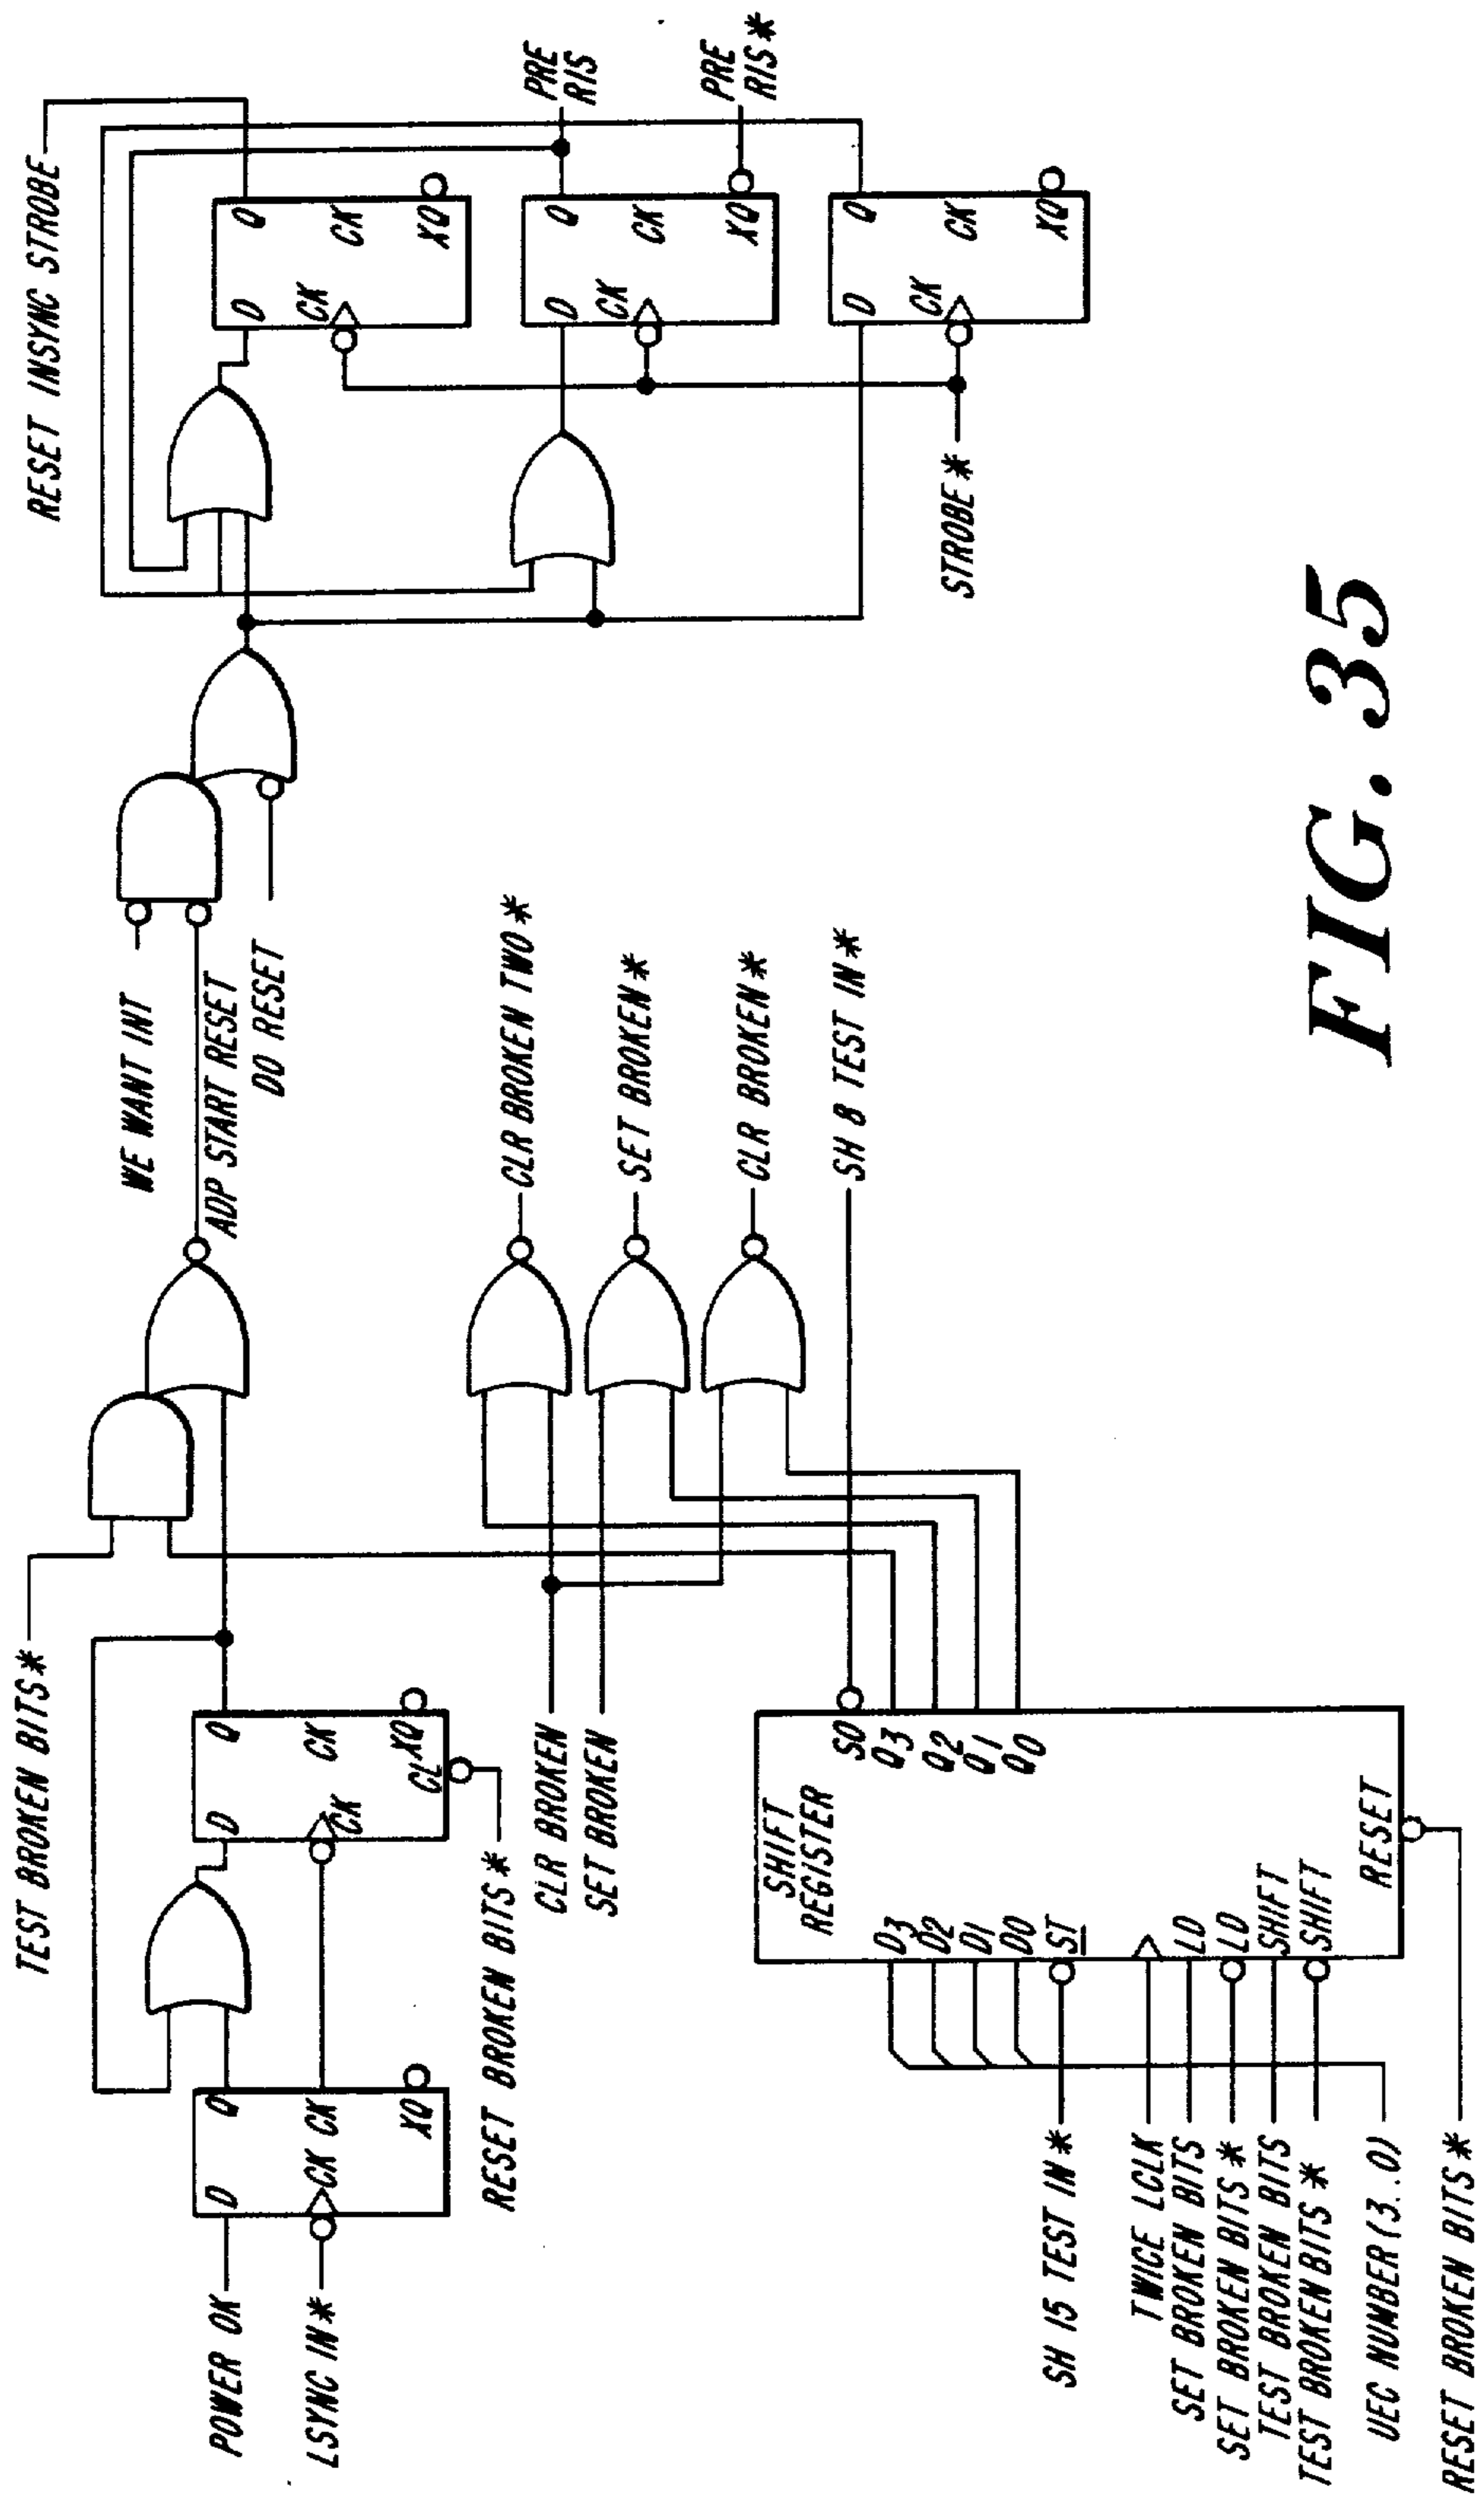 TEST BROKEN BITS*
POWER OK
LSYNC IN*
D
Q
CK
CK
XQ
D
Q
CK
CK
XQ
CL
RESET BROKEN BITS*
CLR BROKEN
SET BROKEN
WE WANT INT
ADP START RESET
DO RESET
CLR BROKEN TWO*
SET BROKEN*
CLR BROKEN*
SH 8 TEST IN*
SHIFT
REGISTER
D3
D2
D1
D0
ST
LD
LD
SHIFT
SHIFT
RESET
SO
Q3
Q2
Q1
Q0
SH 15 TEST IN*
TWICE LCLK
SET BROKEN BITS
SET BROKEN BITS*
TEST BROKEN BITS
TEST BROKEN BITS*
UEC NUMBER(3..0)
RESET BROKEN BITS*
RESET INSYNC STROBE
D
Q
CK
CK
XQ
D
Q
CK
CK
XQ
D
Q
CK
CK
XQ
STROBE*
PRE
RIS
PRE
RIS*
FIG. 35